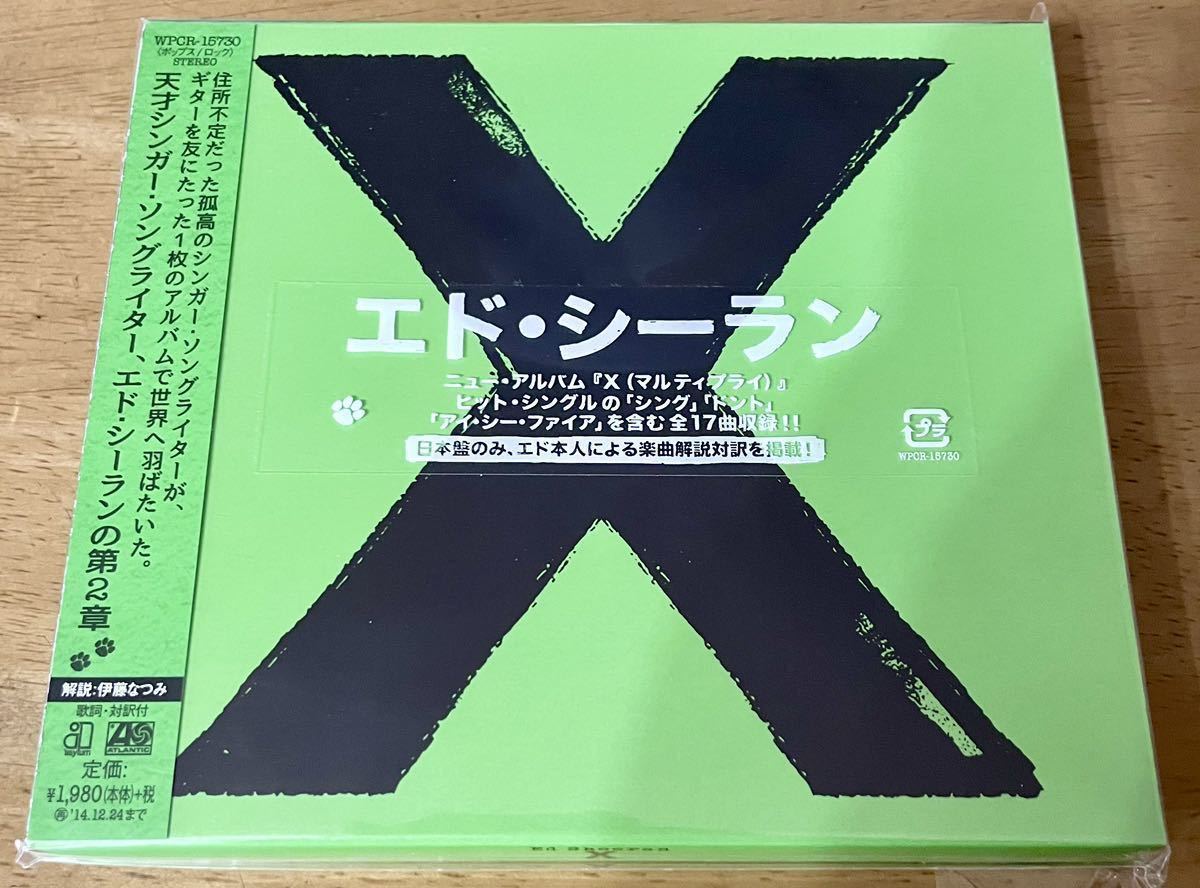 WPCR-15730
〈ポップス/ロック〉
STEREO
住所不定だった孤高のシンガー・ソングライターが、
ギターを友にたった1枚のアルバムで世界へ羽ばたいた。
天才シンガー・ソングライター、エド・シーランの第2章
解説:伊藤なつみ
歌詞・対訳付
asylum
ATLANTIC
定価:
¥1,980(本体)+税
再'14.12.24まで
X
エド・シーラン
ニュー・アルバム『X(マルティプライ)』
ヒット・シングルの「シング」「ドント」
「アイ・シー・ファイア」を含む全17曲収録!!
日本盤のみ、エド本人による楽曲解説対訳を掲載!
プラ
WPCR-15730
Ed Sheeran
X